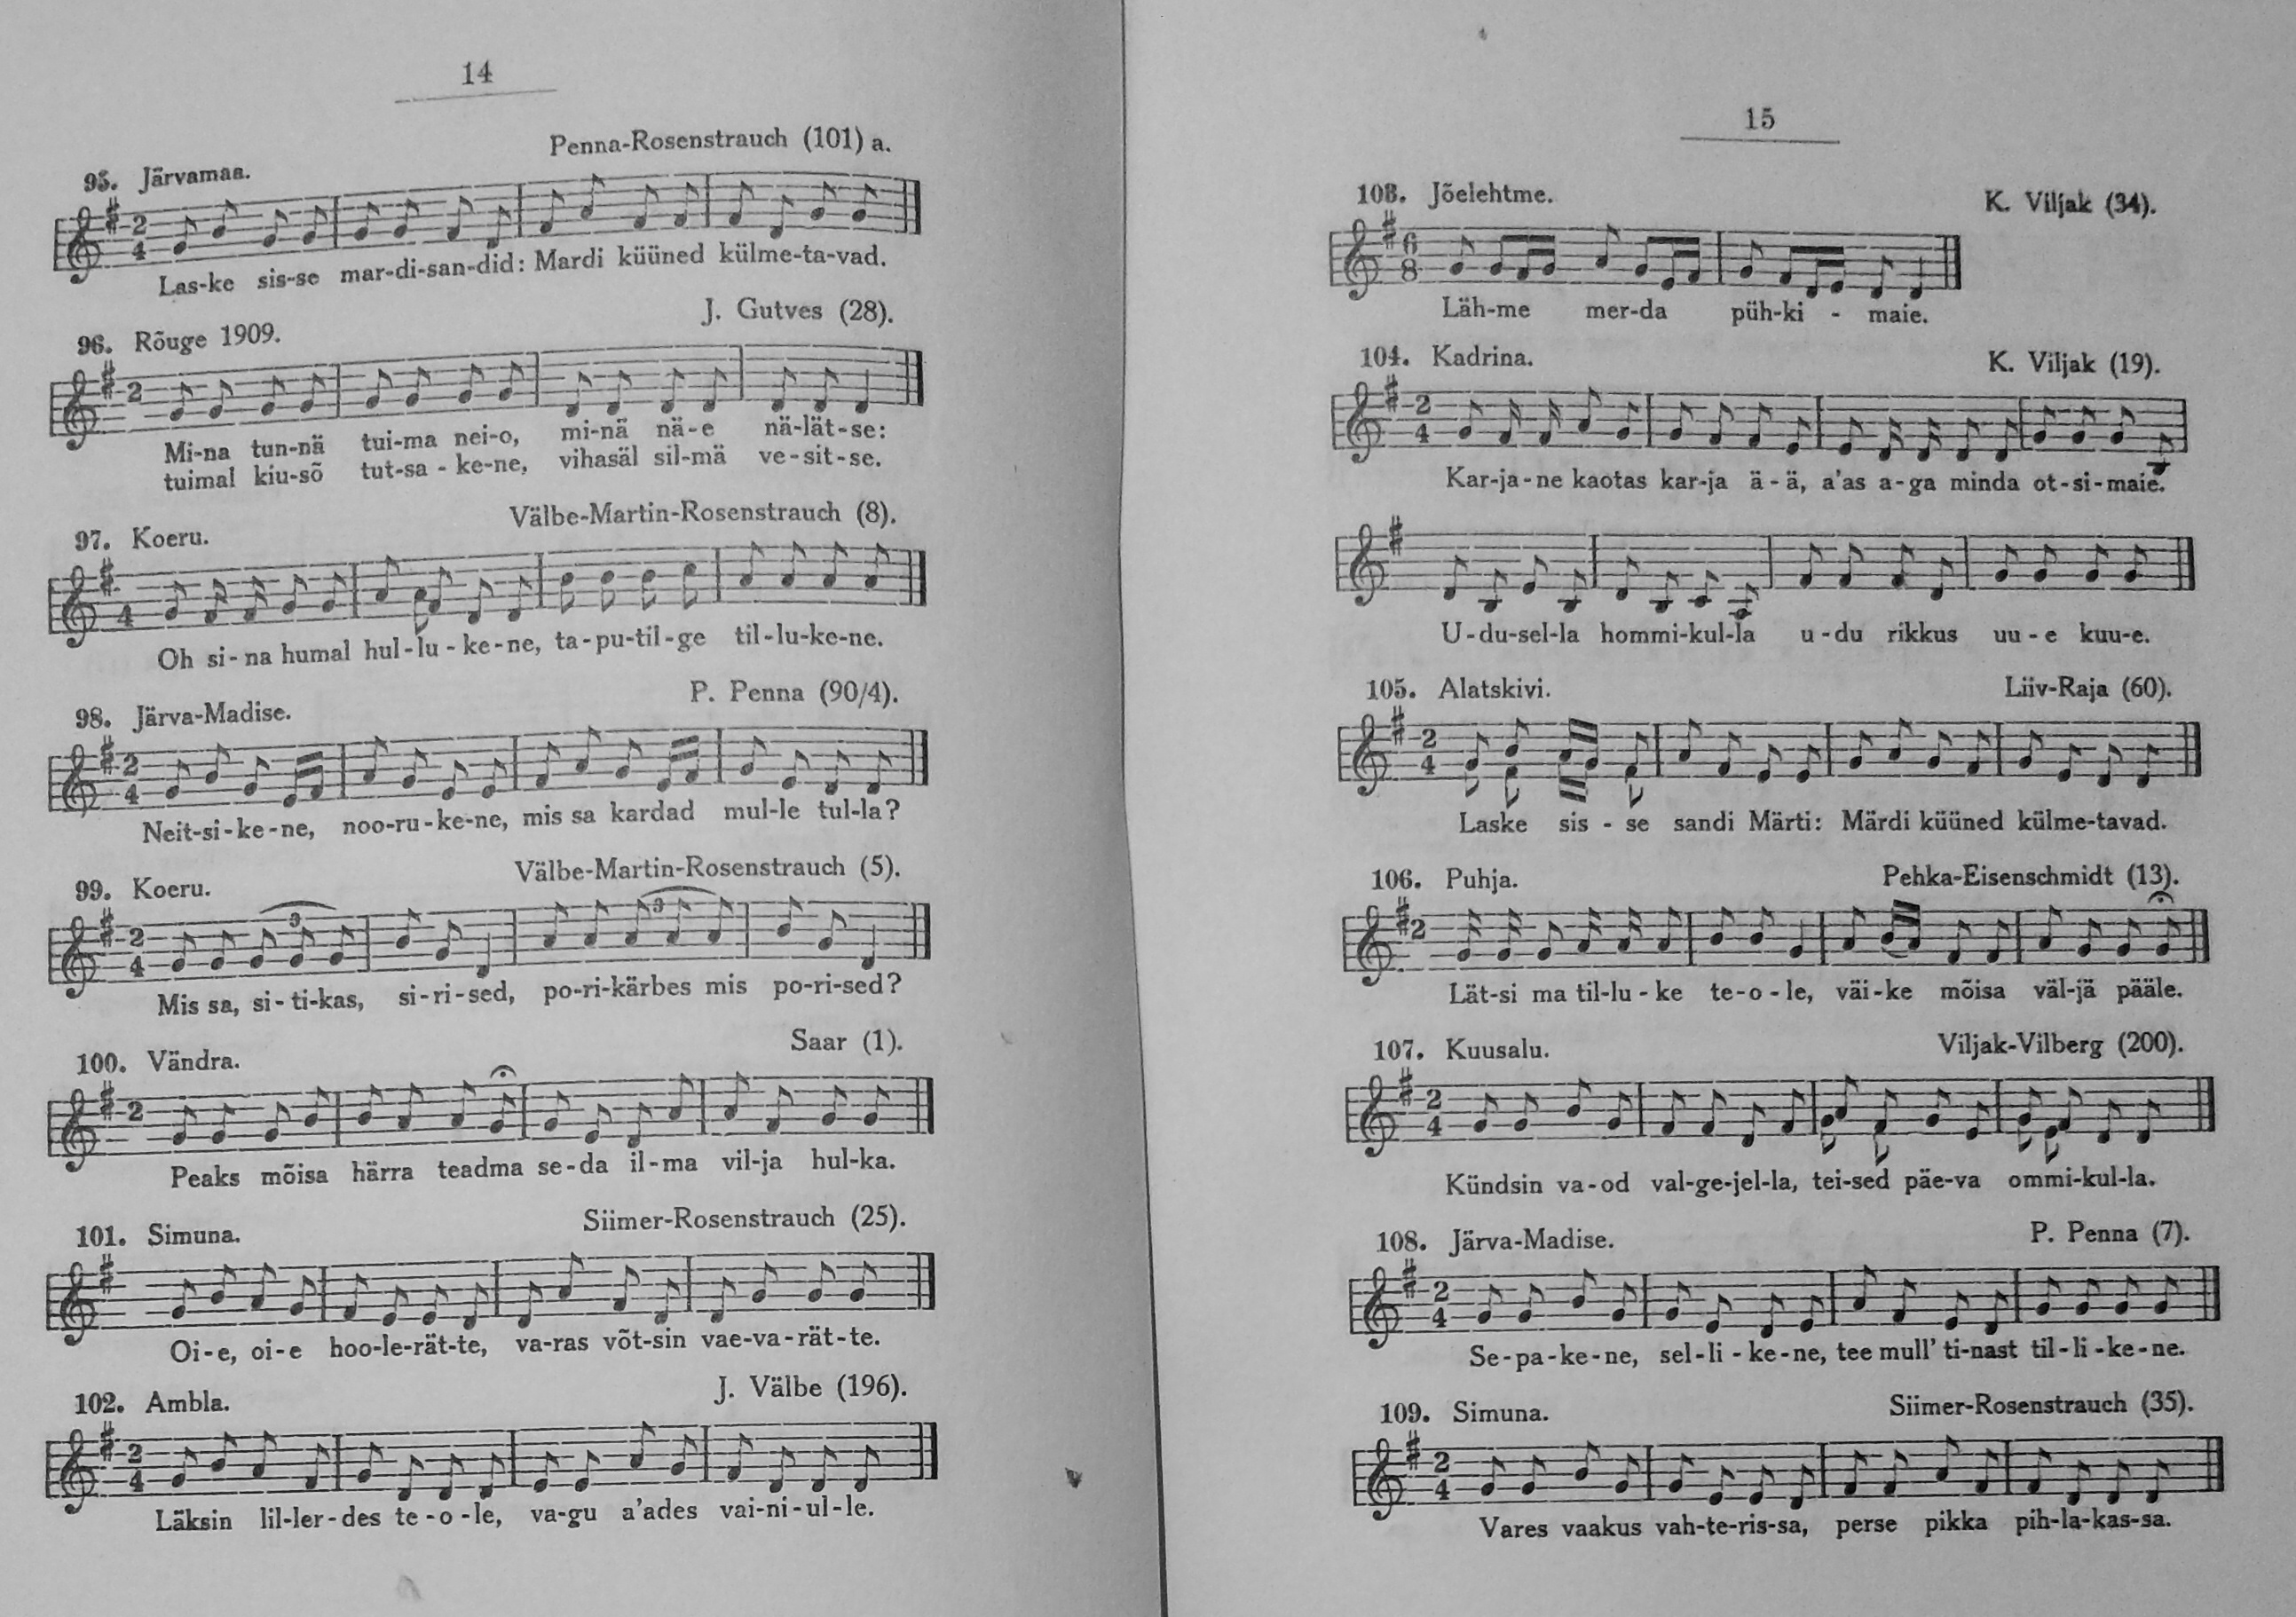 14
Penna-Rosenstrauch (101) a.
95. Järvamaa.
2
4
Las-ke sis-se mar-di-san-did: Mardi küüned külme-ta-vad.
J. Gutves (28).
96. Rõuge 1909.
2
Mi-na tun-nä tui-ma nei-o, mi-nä nä-e nä-lät-se:
tuimal kiu-sõ tut-sa-ke-ne, vihasäl sil-mä ve-sit-se.
Välbe-Martin-Rosenstrauch (8).
97. Koeru.
4
Oh si-na humal hul-lu-ke-ne, ta-pu-til-ge til-lu-ke-ne.
P. Penna (90/4).
98. Järva-Madise.
2
4
Neit-si-ke-ne, noo-ru-ke-ne, mis sa kardad mul-le tul-la?
Välbe-Martin-Rosenstrauch (5).
99. Koeru.
3 3
2
4
Mis sa, si-ti-kas, si-ri-sed, po-ri-kärbes mis po-ri-sed?
Saar (1).
100. Vändra.
2
Peaks mõisa härra teadma se-da il-ma vil-ja hul-ka.
Siimer-Rosenstrauch (25).
101. Simuna.
Oi-e, oi-e hoo-le-rät-te, va-ras võt-sin vae-va-rät-te.
J. Välbe (196).
102. Ambla.
2
4
Läksin lil-ler-des te-o-le, va-gu a'ades vai-ni-ul-le.
15
103. Jõelehtme. K. Viljak (34).
6
8
Läh-me mer-da püh-ki - maie.
104. Kadrina. K. Viljak (19).
2
4
Kar-ja-ne kaotas kar-ja ä-ä, a'as a-ga minda ot-si-maie.
U-du-sel-la hommi-kul-la u-du rikkus uu-e kuu-e.
105. Alatskivi. Liiv-Raja (60).
2
4
Laske sis - se sandi Märti: Märdi küüned külme-tavad.
106. Puhja. Pehka-Eisenschmidt (13).
2
Lät-si ma til-lu-ke te-o-le, väi-ke mõisa väl-jä pääle.
107. Kuusalu. Viljak-Vilberg (200).
2
4
Kündsin va-od val-ge-jel-la, tei-sed päe-va ommi-kul-la.
108. Järva-Madise. P. Penna (7).
2
4
Se-pa-ke-ne, sel-li-ke-ne, tee mull' ti-nast til-li-ke-ne.
109. Simuna. Siimer-Rosenstrauch (35).
2
4
Vares vaakus vah-te-ris-sa, perse pikka pih-la-kas-sa.